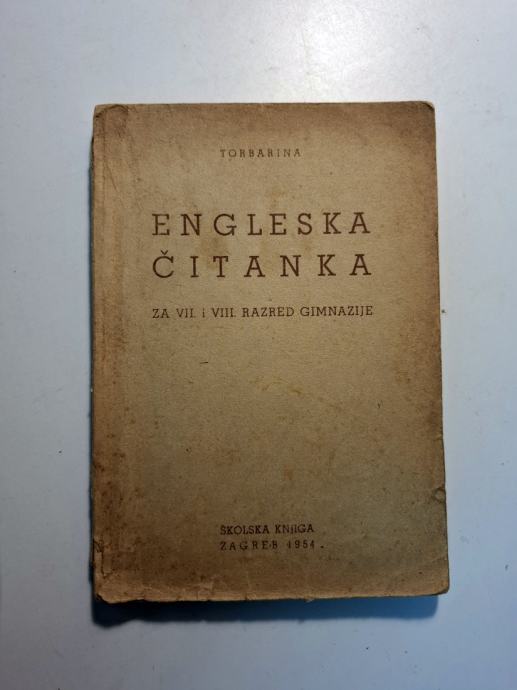 TORBARINA
ENGLESKA
ČITANKA
ZA VII. i VIII. RAZRED GIMNAZIJE
ŠKOLSKA KNJIGA
ZAGREB 1954.